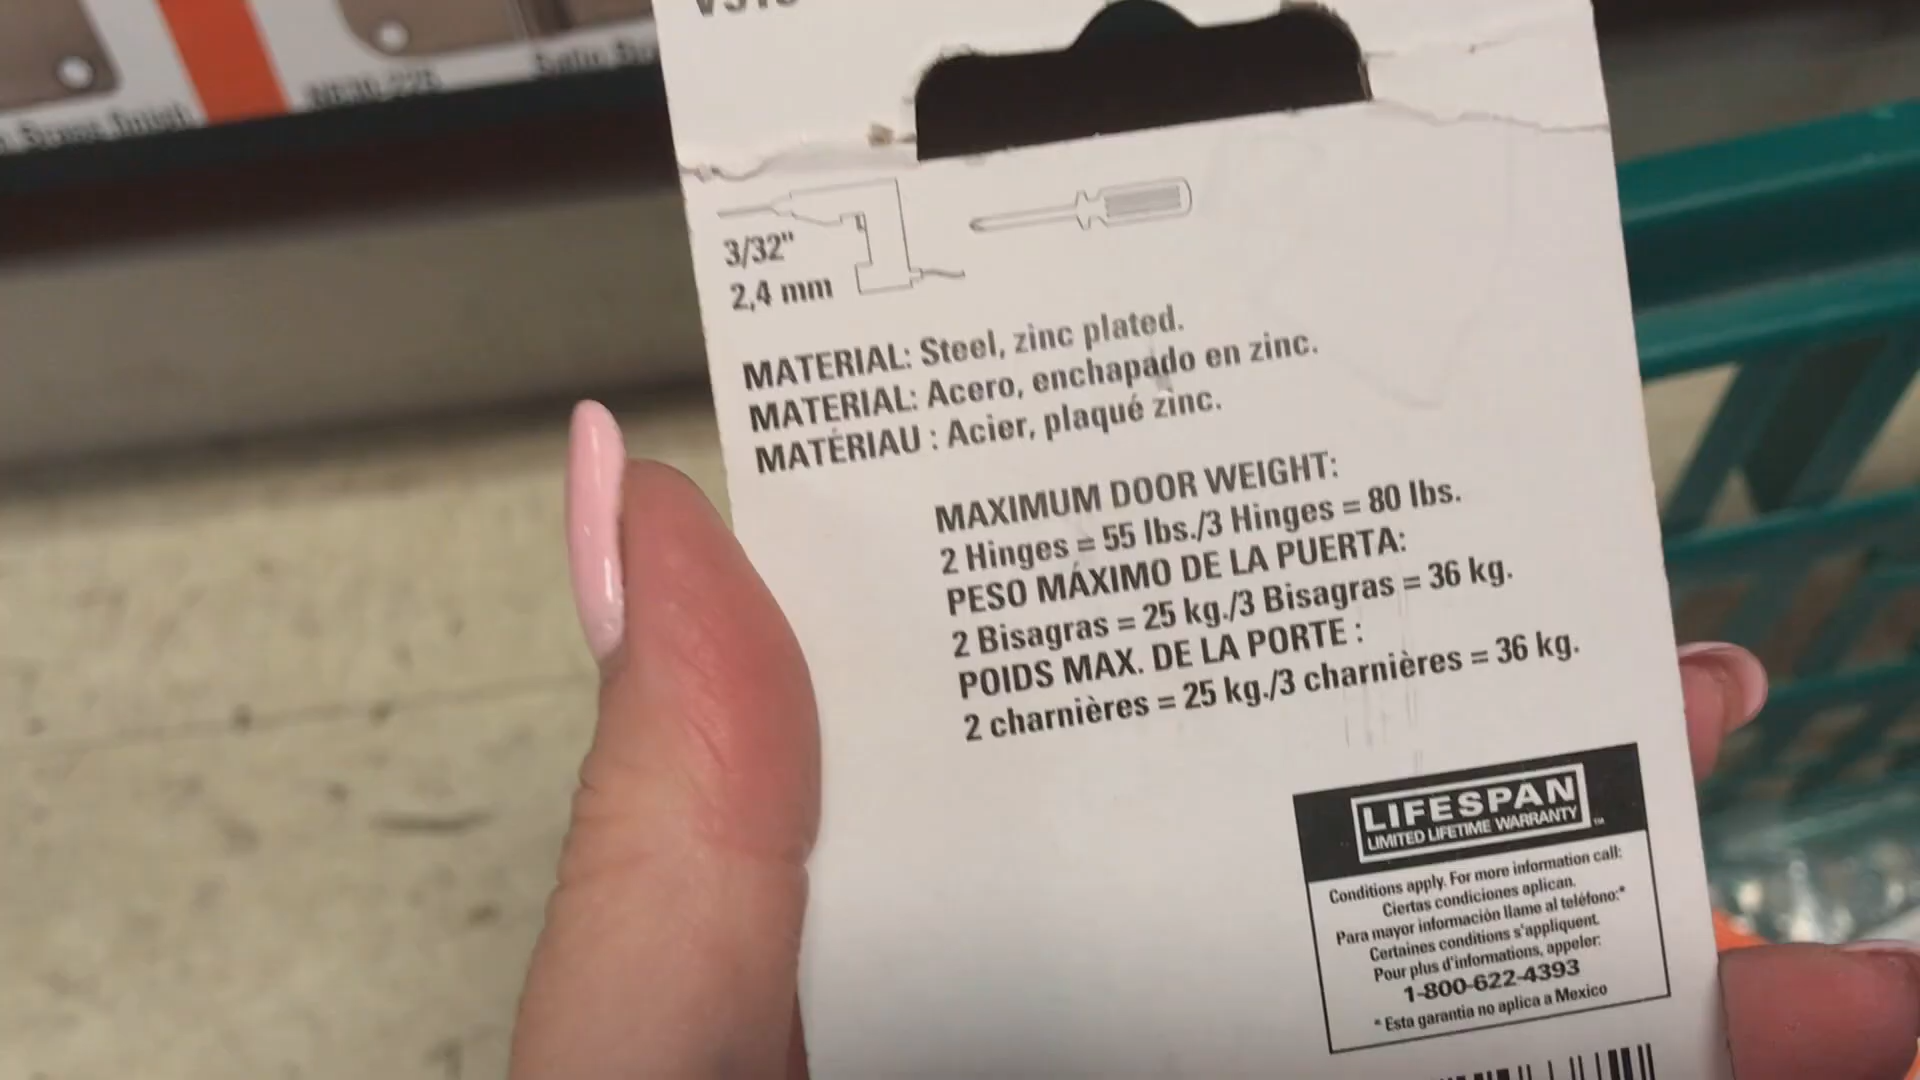 3/32"
2,4 mm
MATERIAL: Steel, zinc plated.
MATERIAL: Acero, enchapado en zinc.
MATÉRIAU : Acier, plaqué zinc.
MAXIMUM DOOR WEIGHT:
2 Hinges = 55 lbs./3 Hinges = 80 lbs.
PESO MÁXIMO DE LA PUERTA:
2 Bisagras = 25 kg./3 Bisagras = 36 kg.
POIDS MAX. DE LA PORTE :
2 charnières = 25 kg./3 charnières = 36 kg.
LIFESPAN
LIMITED LIFETIME WARRANTY ™
Conditions apply. For more information call:
Ciertas condiciones aplican.
Para mayor información llame al teléfono:*
Certaines conditions s'appliquent.
Pour plus d'informations, appeler:
1-800-622-4393
* Esta garantia no aplica a Mexico